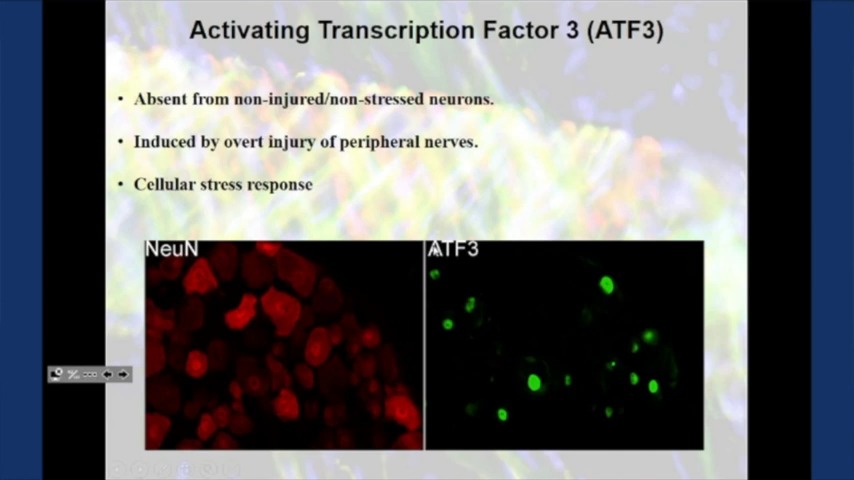 Activating Transcription Factor 3 (ATF3)
• Absent from non-injured/non-stressed neurons.
• Induced by overt injury of peripheral nerves.
• Cellular stress response
NeuN
ATF3